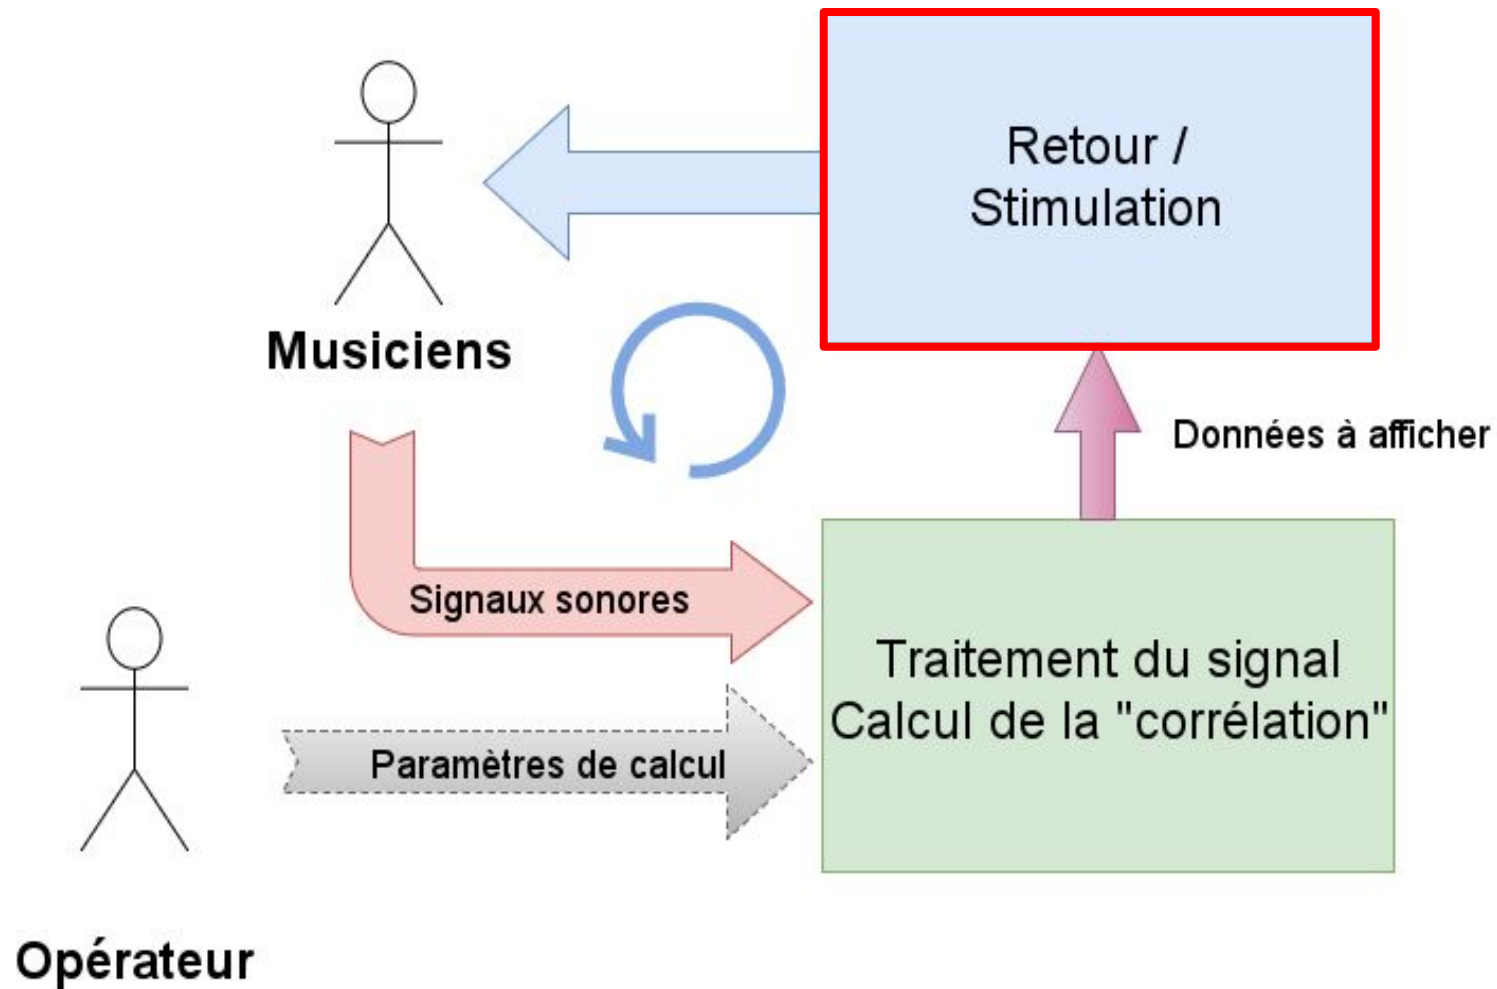 Retour /
Stimulation
Musiciens
Données à afficher
Signaux sonores
Traitement du signal
Calcul de la "corrélation"
Paramètres de calcul
Opérateur